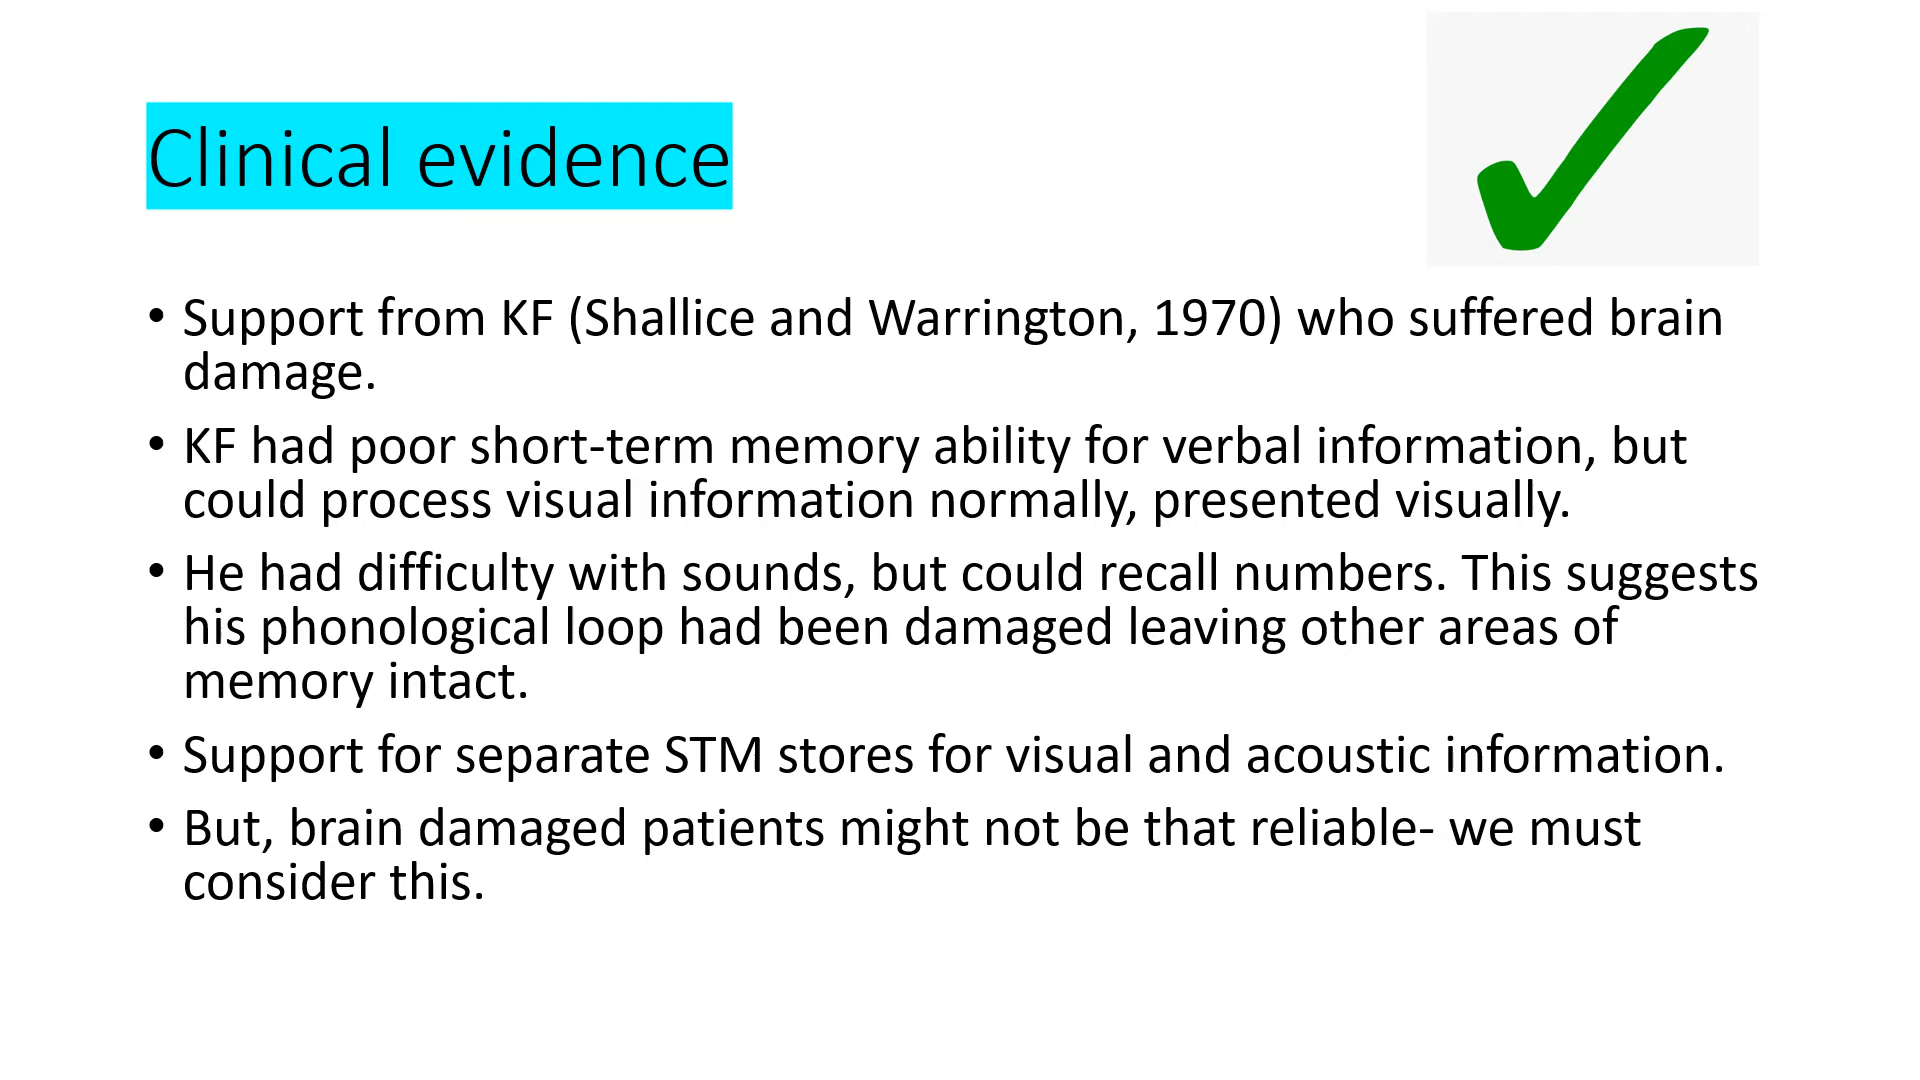 Clinical evidence
• Support from KF (Shallice and Warrington, 1970) who suffered brain
damage.
• KF had poor short-term memory ability for verbal information, but
could process visual information normally, presented visually.
• He had difficulty with sounds, but could recall numbers. This suggests
his phonological loop had been damaged leaving other areas of
memory intact.
• Support for separate STM stores for visual and acoustic information.
• But, brain damaged patients might not be that reliable- we must
consider this.